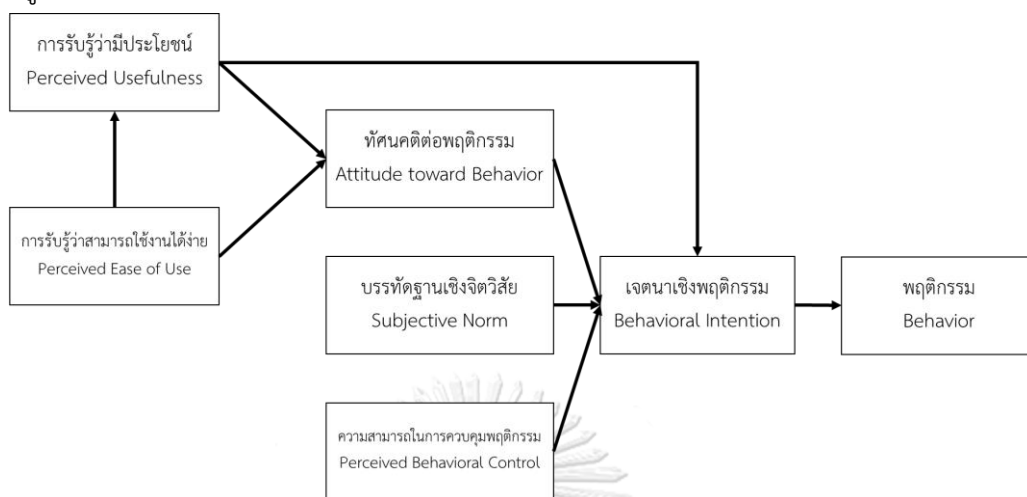 การรับรู้ว่ามีประโยชน์
Perceived Usefulness
ทัศนคติต่อพฤติกรรม
Attitude toward Behavior
การรับรู้ว่าสามารถใช้งานได้ง่าย
Perceived Ease of Use
บรรทัดฐานเชิงจิตวิสัย
Subjective Norm
เจตนาเชิงพฤติกรรม
Behavioral Intention
พฤติกรรม
Behavior
ความสามารถในการควบคุมพฤติกรรม
Perceived Behavioral Control